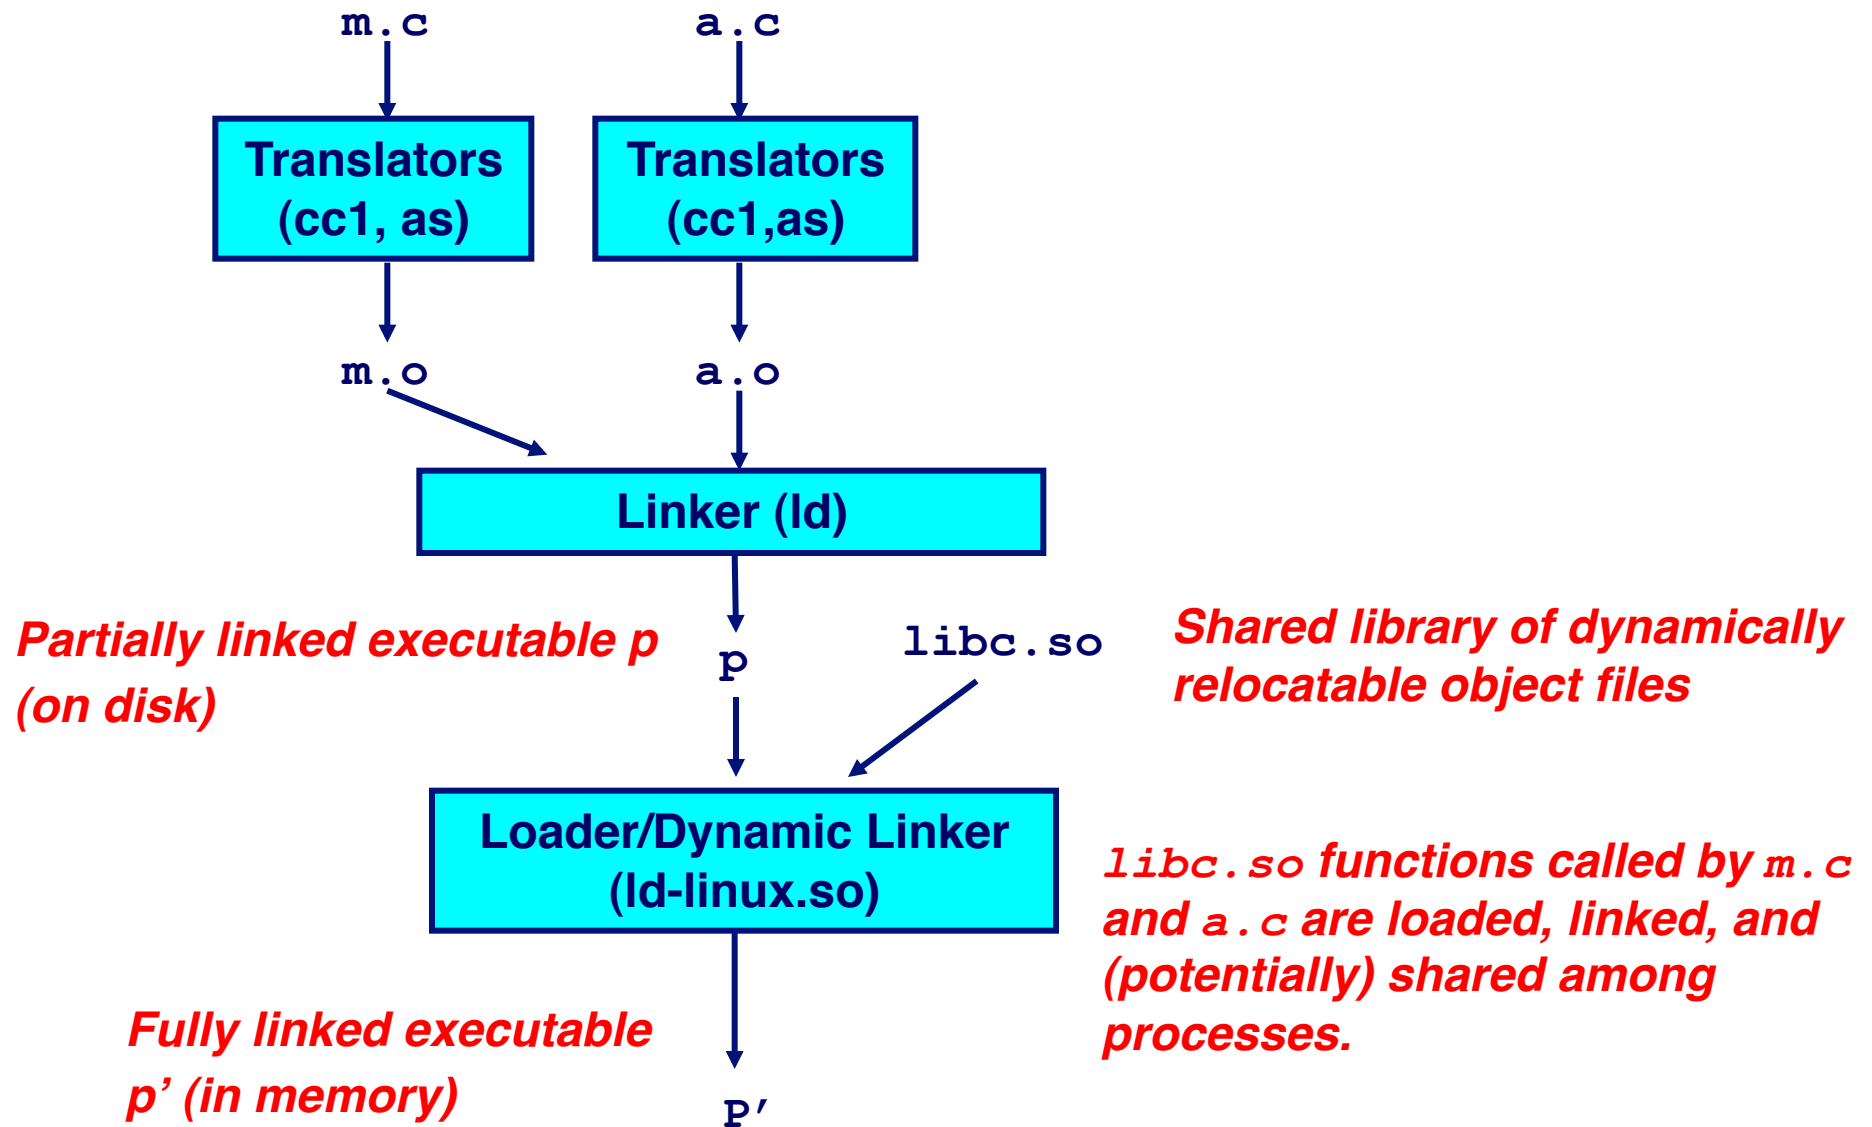 m.c
a.c
Translators
(cc1, as)
Translators
(cc1,as)
m.o
a.o
Linker (ld)
Partially linked executable p
(on disk)
p
libc.so
Shared library of dynamically
relocatable object files
Loader/Dynamic Linker
(ld-linux.so)
libc.so functions called by m.c
and a.c are loaded, linked, and
(potentially) shared among
processes.
Fully linked executable
p’ (in memory)
P’